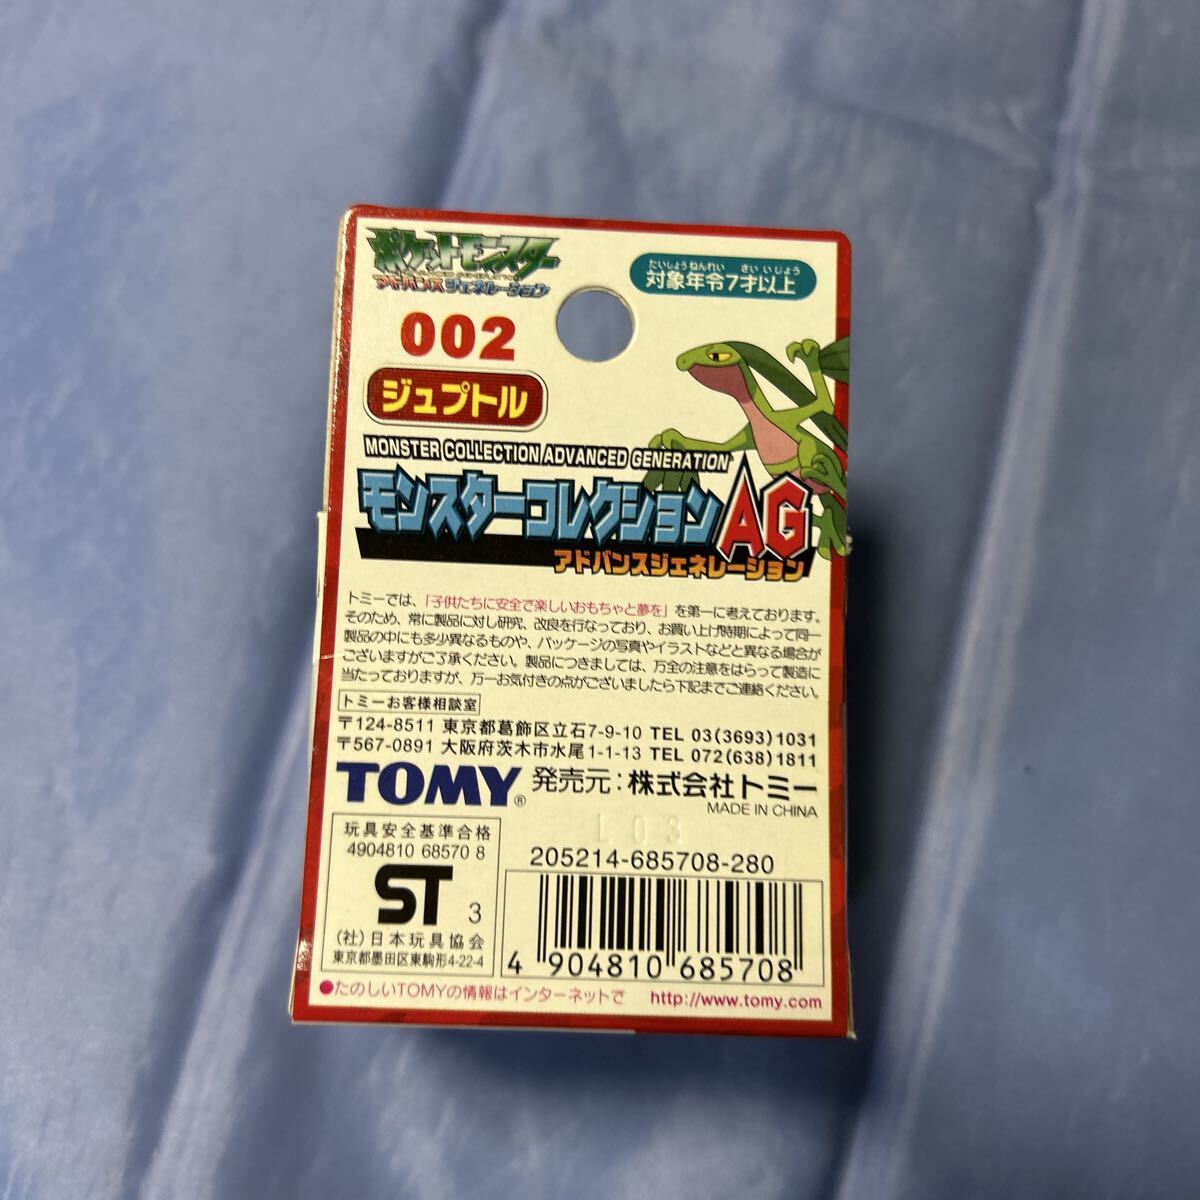 ポケットモンスター
アドバンスジェネレーション
たいしょうねんれい さいいじょう
対象年令7才以上
002
ジュプトル
MONSTER COLLECTION ADVANCED GENERATION
モンスターコレクションAG
アドバンスジェネレーション
トミーでは、「子供たちに安全で楽しいおもちゃと夢を」を第一に考えております。
そのため、常に製品に対し研究、改良を行なっており、お買い上げ時期によって同一
製品の中にも多少異なるものや、パッケージの写真やイラストなどと異なる場合が
ございますがご了承ください。製品につきましては、万全の注意をはらって製造に
当たっておりますが、万一お気付きの点がございましたら下記までご連絡ください。
トミーお客様相談室
〒124-8511 東京都葛飾区立石7-9-10 TEL 03(3693)1031
〒567-0891 大阪府茨木市水尾1-1-13 TEL 072(638)1811
TOMY® 発売元：株式会社トミー
MADE IN CHINA
L03
玩具安全基準合格
4904810 68570 8
ST 3
(社)日本玩具協会
東京都墨田区東駒形4-22-4
205214-685708-280
4 904810 685708
●たのしいTOMYの情報はインターネットで http://www.tomy.com